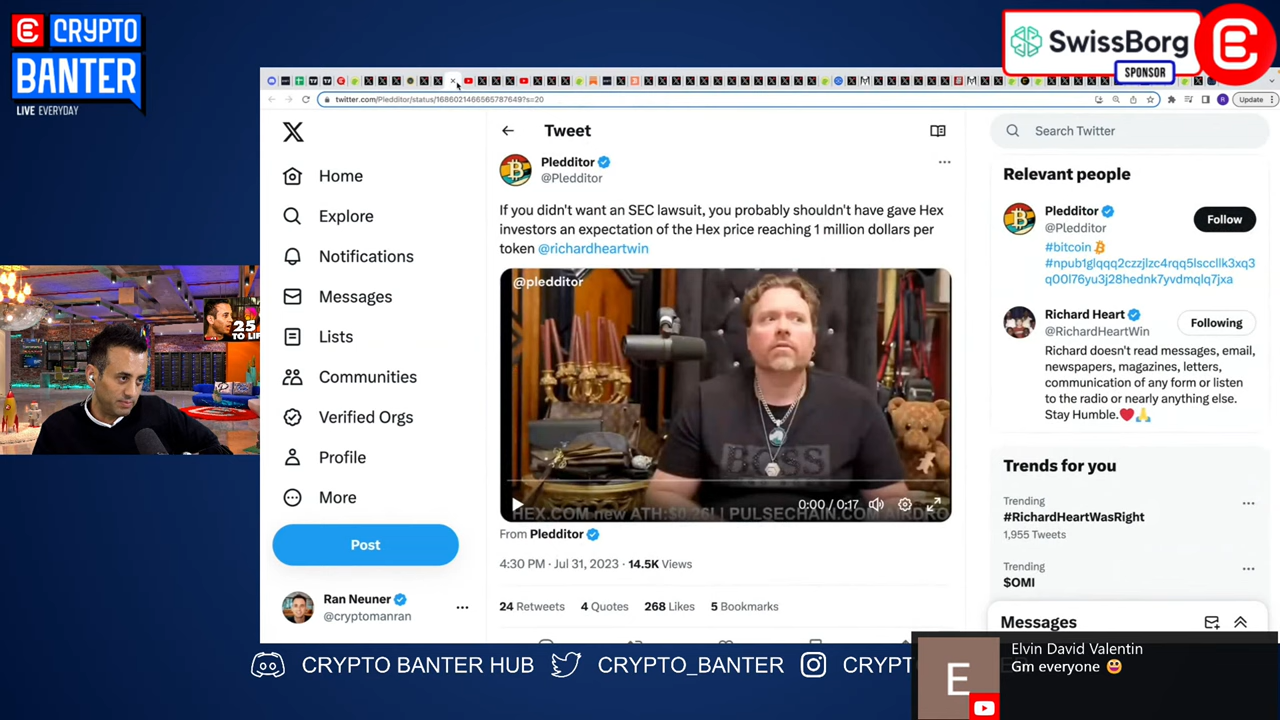 CRYPTO
BANTER
LIVE EVERYDAY
SwissBorg
SPONSOR
twitter.com/Pledditor/status/1686021466565787649?s=20
Update
Tweet
Search Twitter
Home
Explore
Notifications
Messages
Lists
Communities
Verified Orgs
Profile
More
Post
Ran Neuner
@cryptomanran
Pledditor
@Pledditor
If you didn't want an SEC lawsuit, you probably shouldn't have gave Hex
investors an expectation of the Hex price reaching 1 million dollars per
token @richardheartwin
@pledditor
BOSS
0:00 / 0:17
HEX.COM new ATH:$0.26! | PULSECHAIN.COM AIRDRO
From Pledditor
4:30 PM · Jul 31, 2023 · 14.5K Views
24 Retweets 4 Quotes 268 Likes 5 Bookmarks
Relevant people
Pledditor
@Pledditor
Follow
#bitcoin
Richard Heart
@RichardHeartWin
Following
Richard doesn't read messages, email,
newspapers, magazines, letters,
communication of any form or listen
to the radio or nearly anything else.
Stay Humble.❤️🙏
Trends for you
Trending
#RichardHeartWasRight
1,955 Tweets
Trending
$OMI
Messages
25
TO LIF
CRYPTO BANTER HUB
CRYPTO_BANTER
CRYPT
E
Elvin David Valentin
Gm everyone 😃